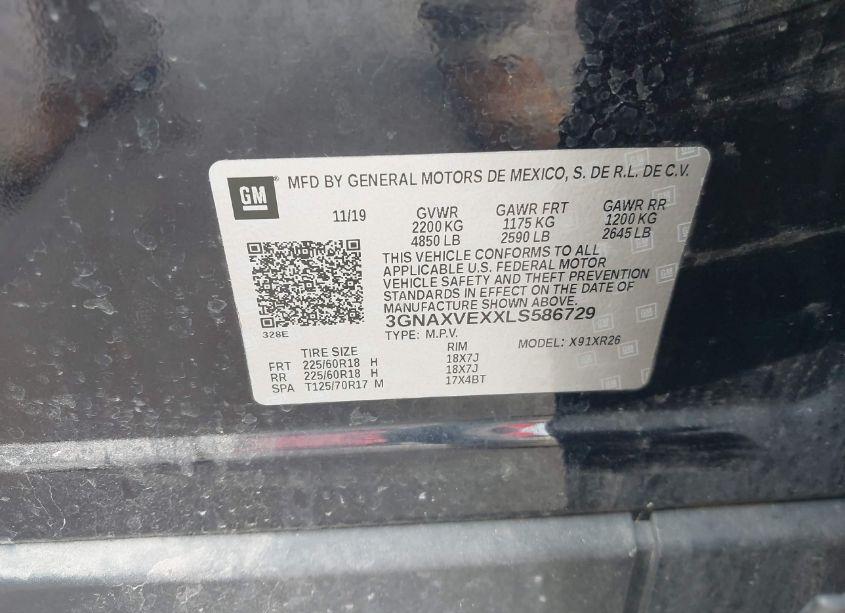 GM
MFD BY GENERAL MOTORS DE MEXICO, S. DE R.L. DE C.V.
11/19 GVWR GAWR FRT GAWR RR
2200 KG 1175 KG 1200 KG
4850 LB 2590 LB 2645 LB
THIS VEHICLE CONFORMS TO ALL
APPLICABLE U.S. FEDERAL MOTOR
VEHICLE SAFETY AND THEFT PREVENTION
STANDARDS IN EFFECT ON THE DATE OF
MANUFACTURE SHOWN ABOVE.
3GNAXVEXXLS586729
328E
TYPE: M.P.V. MODEL: X91XR26
TIRE SIZE RIM
FRT 225/60R18 H 18X7J
RR 225/60R18 H 18X7J
SPA T125/70R17 M 17X4BT